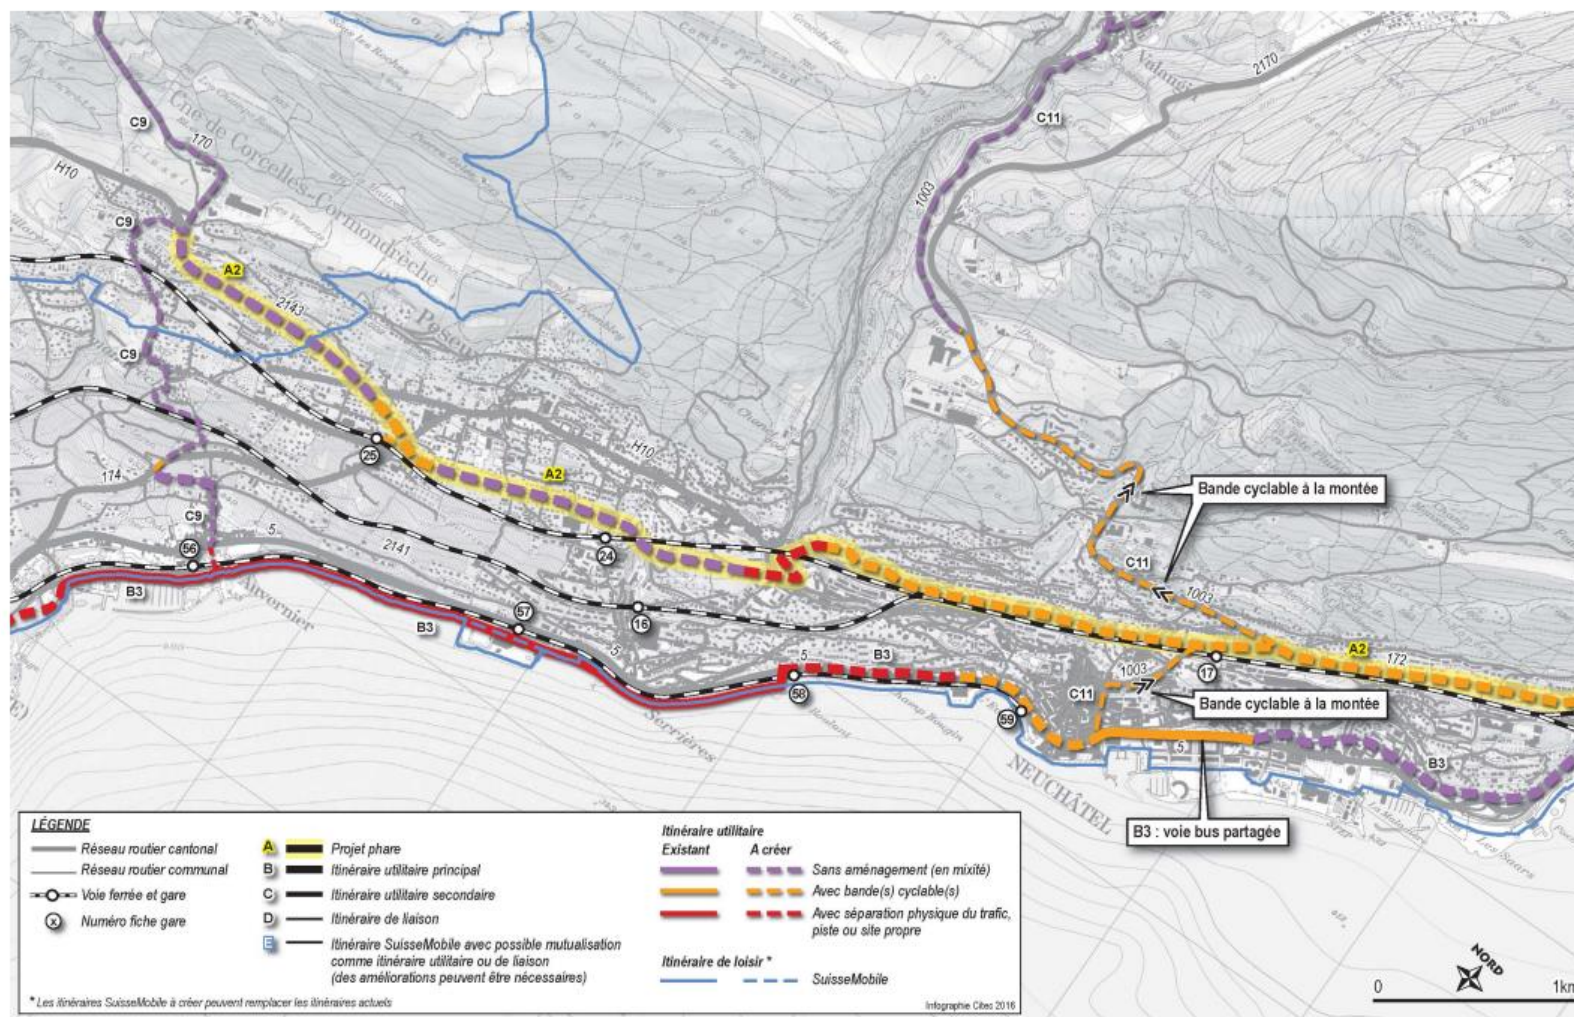 Valangin
2170
C11
C9
170
Cne de Corcelles-Cormondrèche
H10
1003
C9
A2
2143
Peseux
C9
H10
25
A2
174
Bande cyclable à la montée
C9
5
56
2141
24
C11
1003
B3
Auvernier
57
B3
16
5
5
B3
A2
172
1003
17
58
C11
Bande cyclable à la montée
59
Champ Bougin
Serrières
5
B3
NEUCHÂTEL
B3 : voie bus partagée
Les Saars
LÉGENDE
Réseau routier cantonal
Réseau routier communal
Voie ferrée et gare
x Numéro fiche gare
A Projet phare
B Itinéraire utilitaire principal
C Itinéraire utilitaire secondaire
D Itinéraire de liaison
E Itinéraire SuisseMobile avec possible mutualisation
comme itinéraire utilitaire ou de liaison
(des améliorations peuvent être nécessaires)
Itinéraire utilitaire
Existant A créer
Sans aménagement (en mixité)
Avec bande(s) cyclable(s)
Avec séparation physique du trafic,
piste ou site propre
Itinéraire de loisir *
SuisseMobile
* Les itinéraires SuisseMobile à créer peuvent remplacer les itinéraires actuels
Infographie Cites 2016
NORD
0 1km